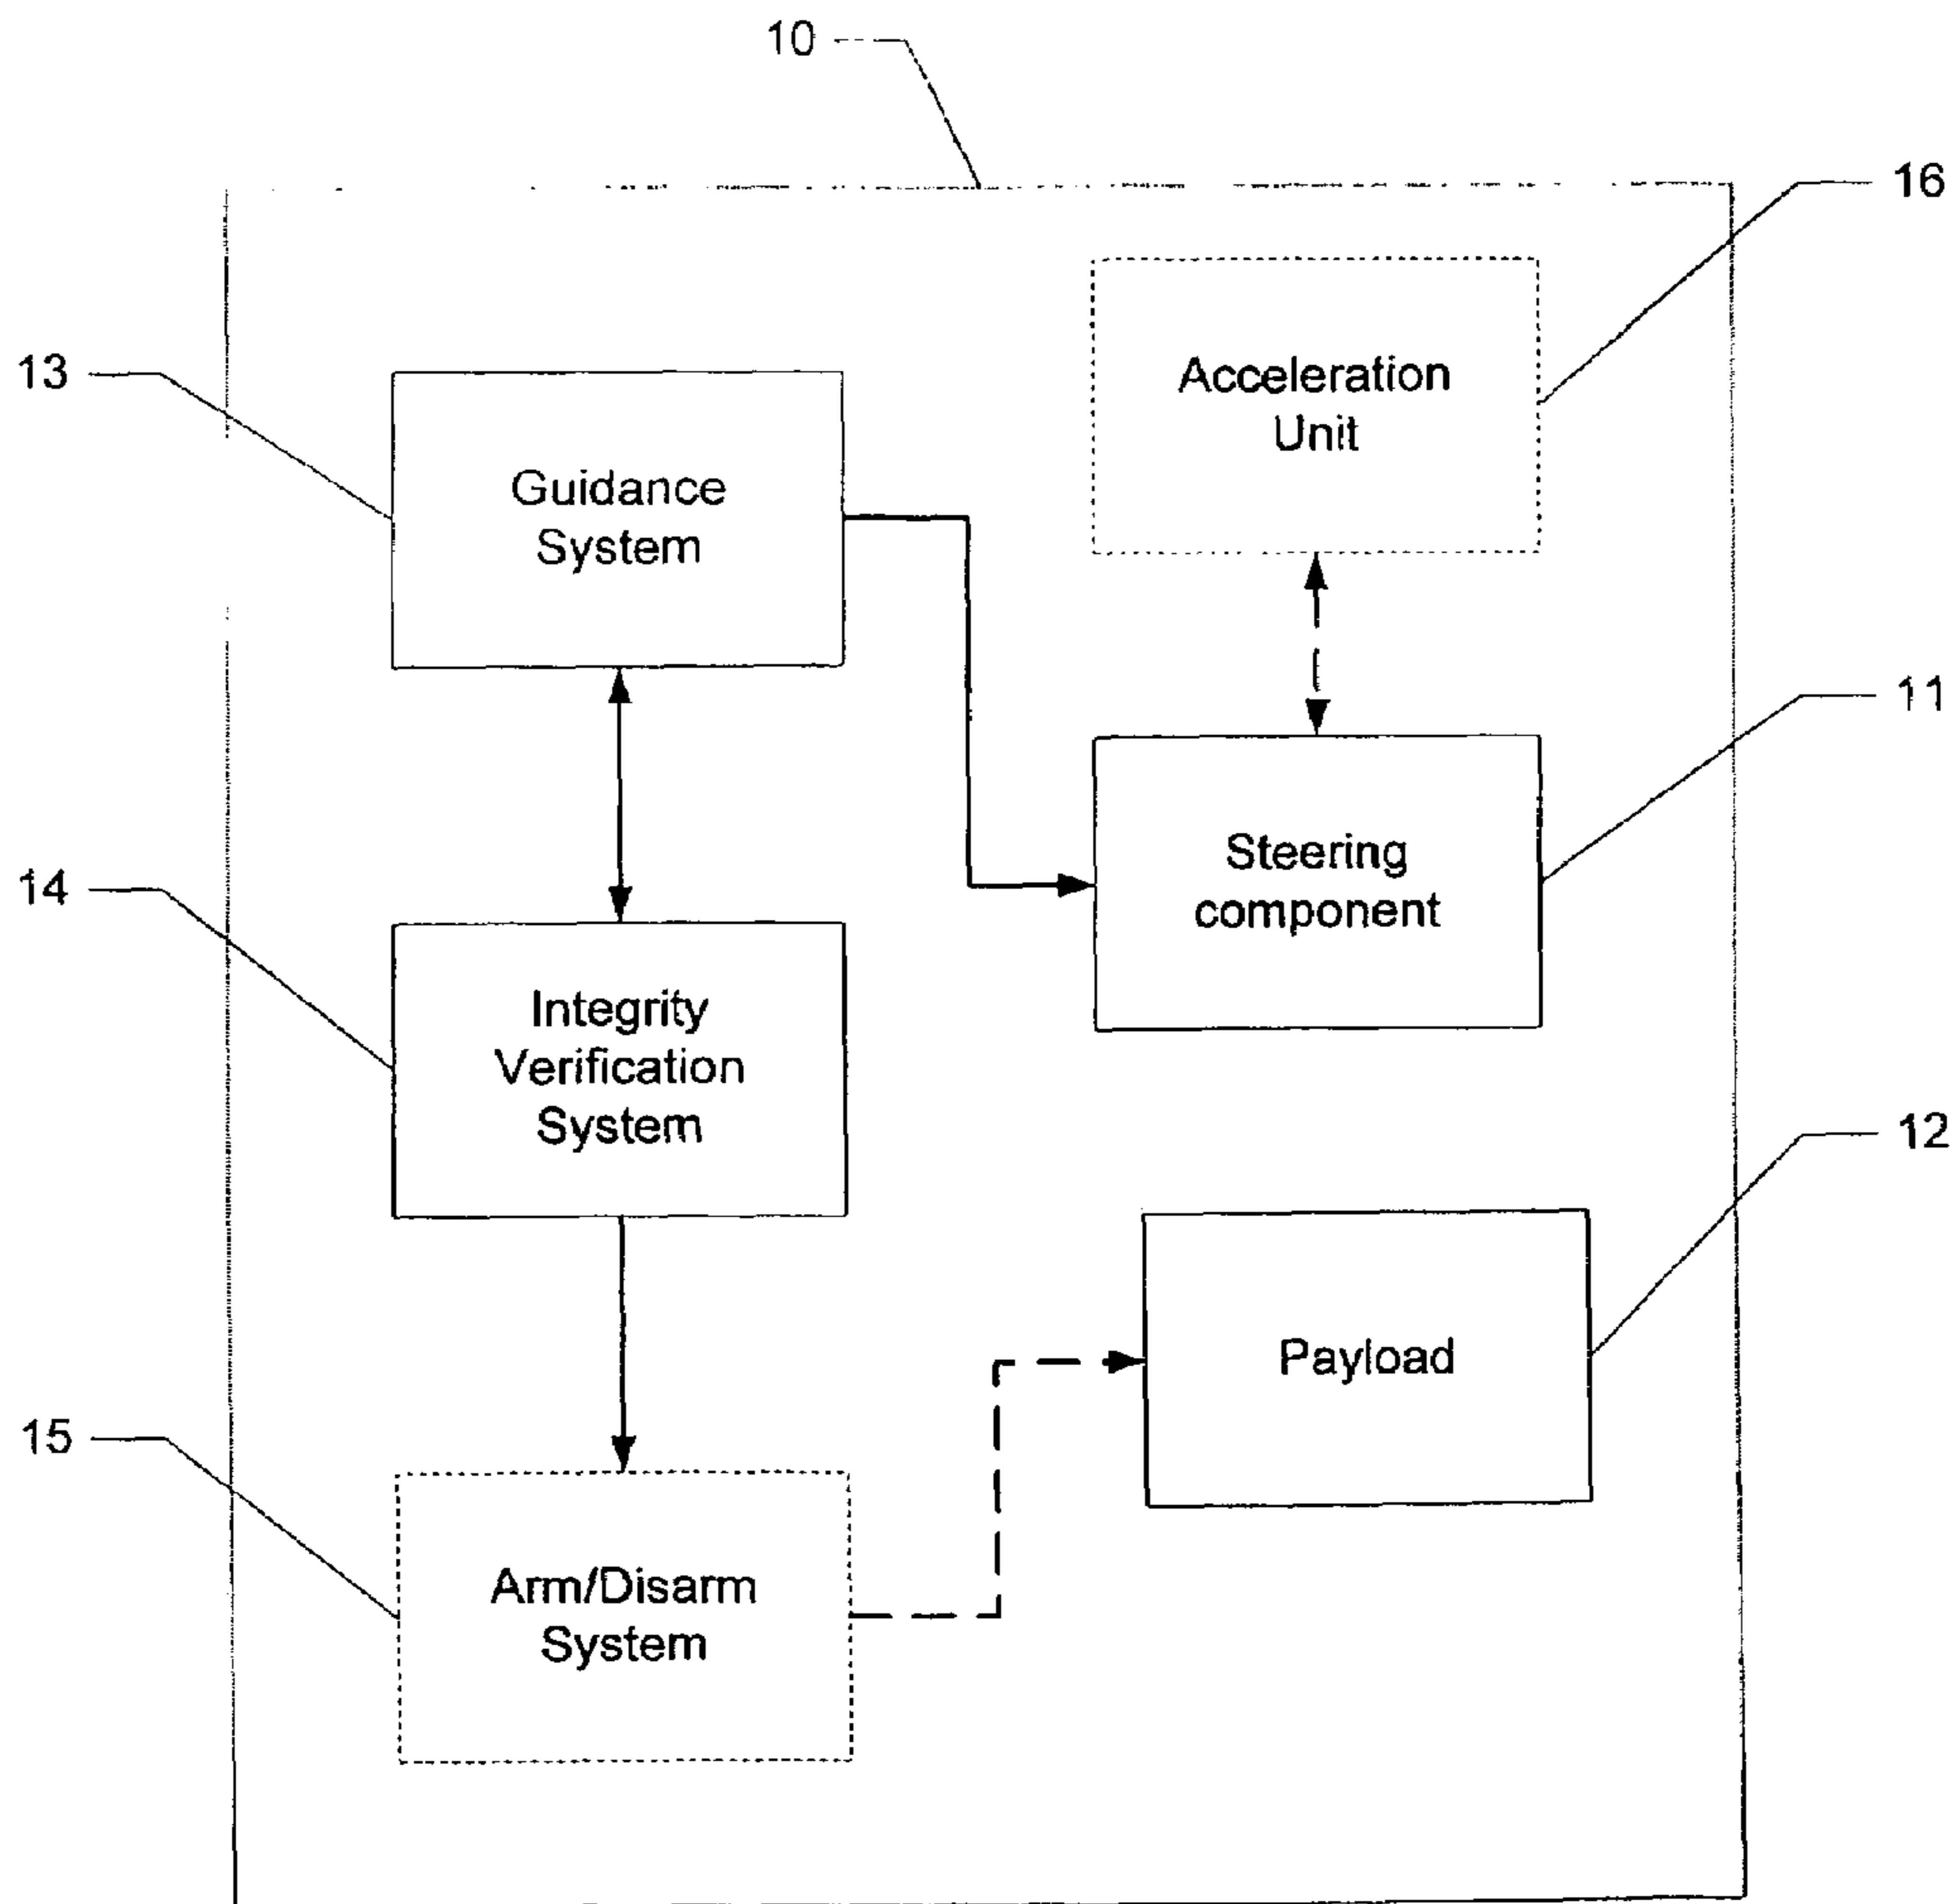 10
16
Acceleration
Unit
13
Guidance
System
11
Steering
component
14
Integrity
Verification
System
12
Payload
15
Arm/Disarm
System